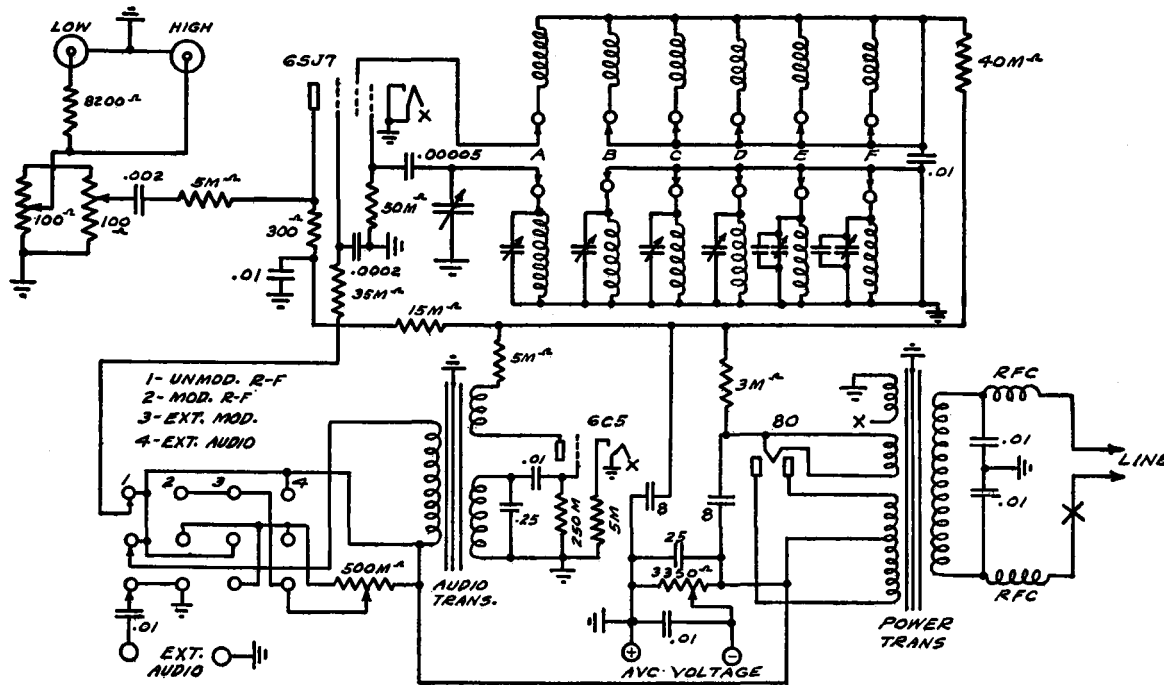 LOW
HIGH
8200Ω
100Ω
100Ω
.002
5MΩ
6SJ7
300Ω
.01
X
.00005
50MΩ
.0002
35MΩ
A B C D E F
40MΩ
.01
15MΩ
5MΩ
3MΩ
1- UNMOD. R-F
2- MOD. R-F
3- EXT. MOD.
4- EXT. AUDIO
1 2 3 4
.01
EXT.
AUDIO
500MΩ
AUDIO
TRANS.
6C5
X
.01
.25
250M
5M
8
8
25
3350Ω
.01
+
-
AVC VOLTAGE
80
X
POWER
TRANS
RFC
.01
.01
LINE
RFC